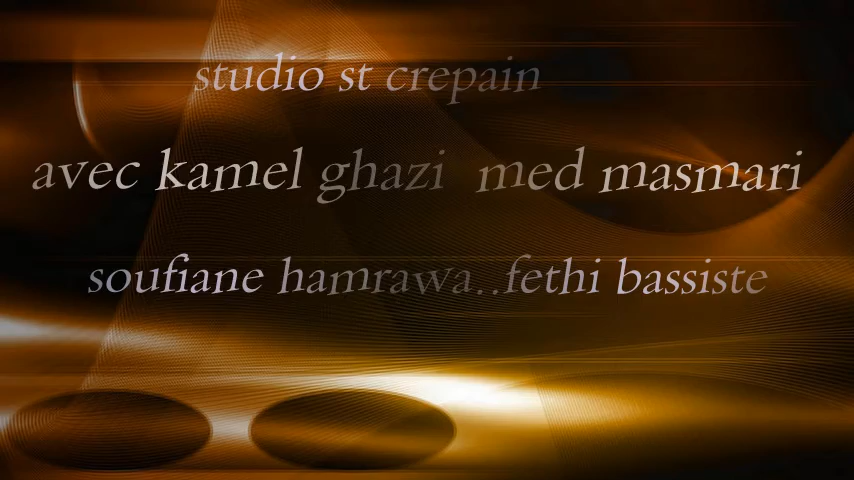 studio st crepain
avec kamel ghazi med masmari
soufiane hamrawa..fethi bassiste